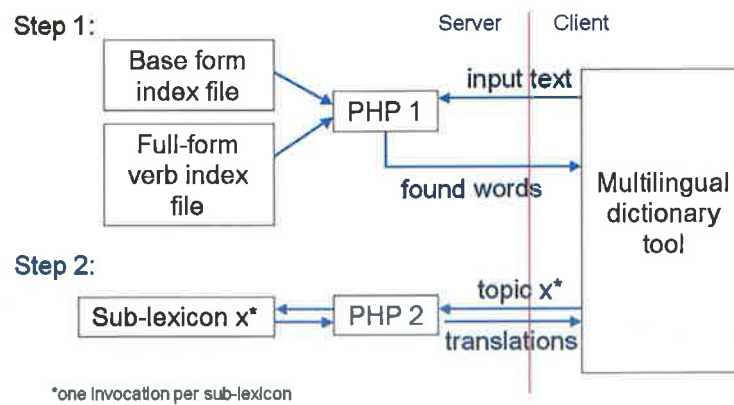 Step 1:
Server
Client
Base form
index file
input text
PHP 1
Full-form
verb index
file
found words
Multilingual
dictionary
tool
Step 2:
topic x*
Sub-lexicon x*
PHP 2
translations
*one invocation per sub-lexicon